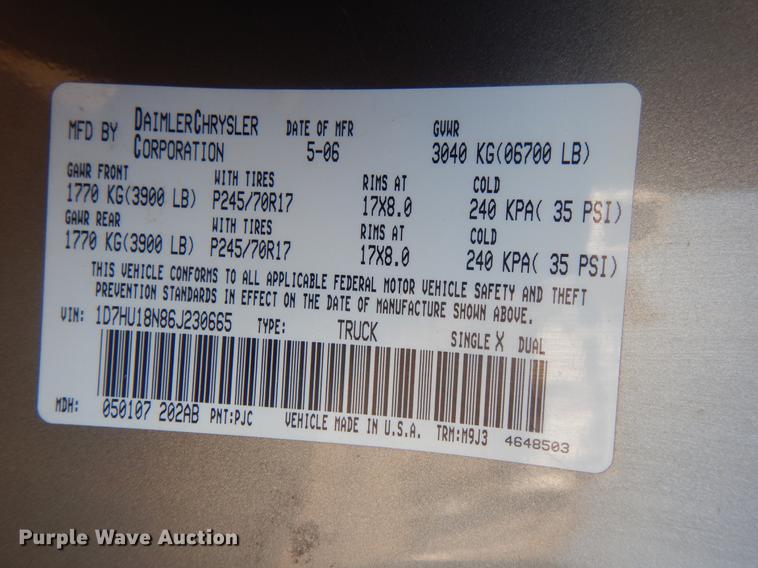 MFD BY DAIMLERCHRYSLER CORPORATION DATE OF MFR 5-06 GVWR 3040 KG(06700 LB)
GAWR FRONT WITH TIRES RIMS AT COLD
1770 KG(3900 LB) P245/70R17 17X8.0 240 KPA( 35 PSI)
GAWR REAR WITH TIRES RIMS AT COLD
1770 KG(3900 LB) P245/70R17 17X8.0 240 KPA( 35 PSI)
THIS VEHICLE CONFORMS TO ALL APPLICABLE FEDERAL MOTOR VEHICLE SAFETY AND THEFT
PREVENTION STANDARDS IN EFFECT ON THE DATE OF MANUFACTURE SHOWN ABOVE.
VIN: 1D7HU18N86J230665 TYPE: TRUCK SINGLE X DUAL
MDH: 050107 202AB PNT:PJC VEHICLE MADE IN U.S.A. TRM:M9J3 4648503
Purple Wave Auction